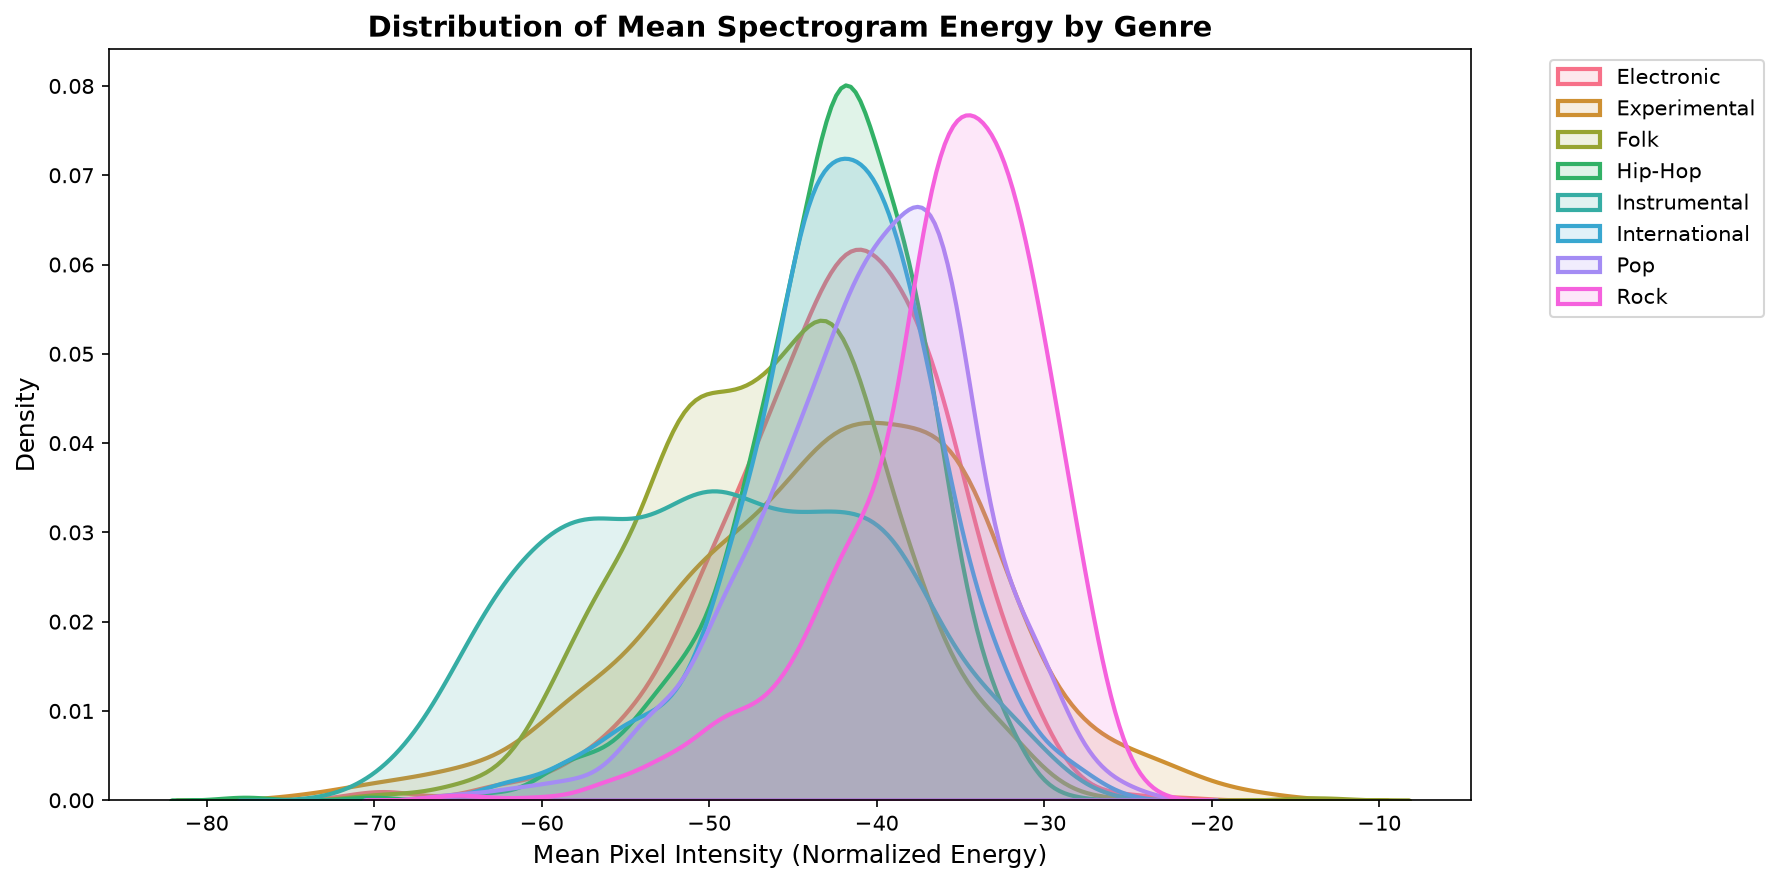 Distribution of Mean Spectrogram Energy by Genre
Electronic
Experimental
Folk
Hip-Hop
Instrumental
International
Pop
Rock
Density
0.08
0.07
0.06
0.05
0.04
0.03
0.02
0.01
0.00
−80 −70 −60 −50 −40 −30 −20 −10
Mean Pixel Intensity (Normalized Energy)